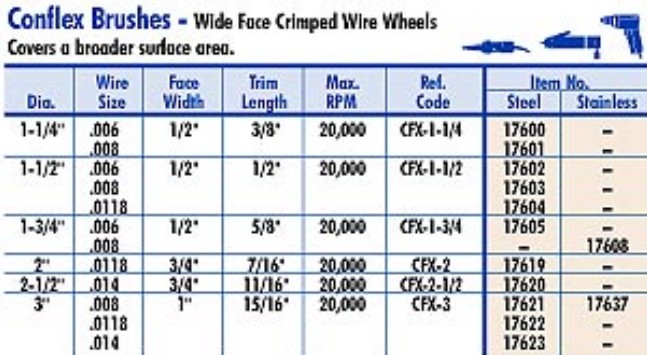 Conflex Brushes - Wide Face Crimped Wire Wheels
Covers a broader surface area.
Dia. Wire Size Face Width Trim Length Max. RPM Ref. Code Item No. Steel Stainless
1-1/4" .006 1/2" 3/8" 20,000 CFX-1-1/4 17600 –
.008 17601 –
1-1/2" .006 1/2" 1/2" 20,000 CFX-1-1/2 17602 –
.008 17603 –
.0118 17604 –
1-3/4" .006 1/2" 5/8" 20,000 CFX-1-3/4 17605 –
.008 – 17608
2" .0118 3/4" 7/16" 20,000 CFX-2 17619 –
2-1/2" .014 3/4" 11/16" 20,000 CFX-2-1/2 17620 –
3" .008 1" 15/16" 20,000 CFX-3 17621 17637
.0118 17622 –
.014 17623 –